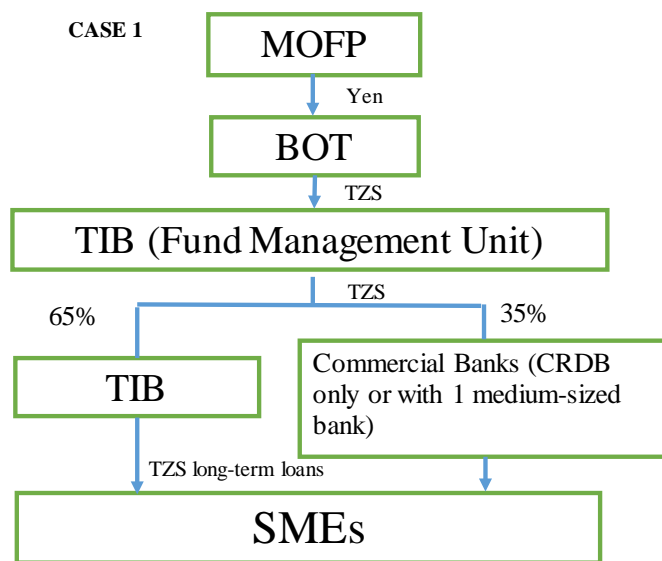 CASE 1
MOFP
Yen
BOT
TZS
TIB (Fund Management Unit)
TZS
65%
35%
TIB
Commercial Banks (CRDB
only or with 1 medium-sized
bank)
TZS long-term loans
SMEs